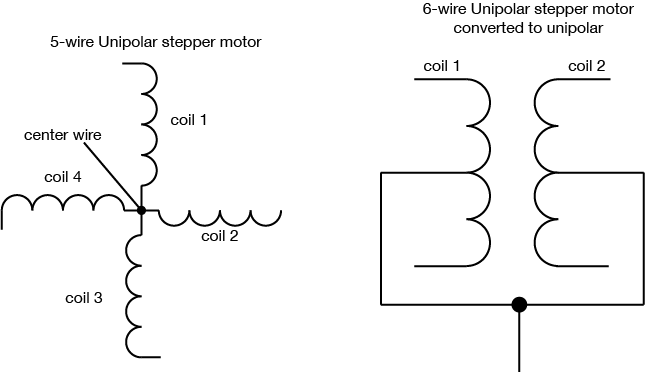 5-wire Unipolar stepper motor
coil 1
center wire
coil 4
coil 2
coil 3
6-wire Unipolar stepper motor
converted to unipolar
coil 1
coil 2